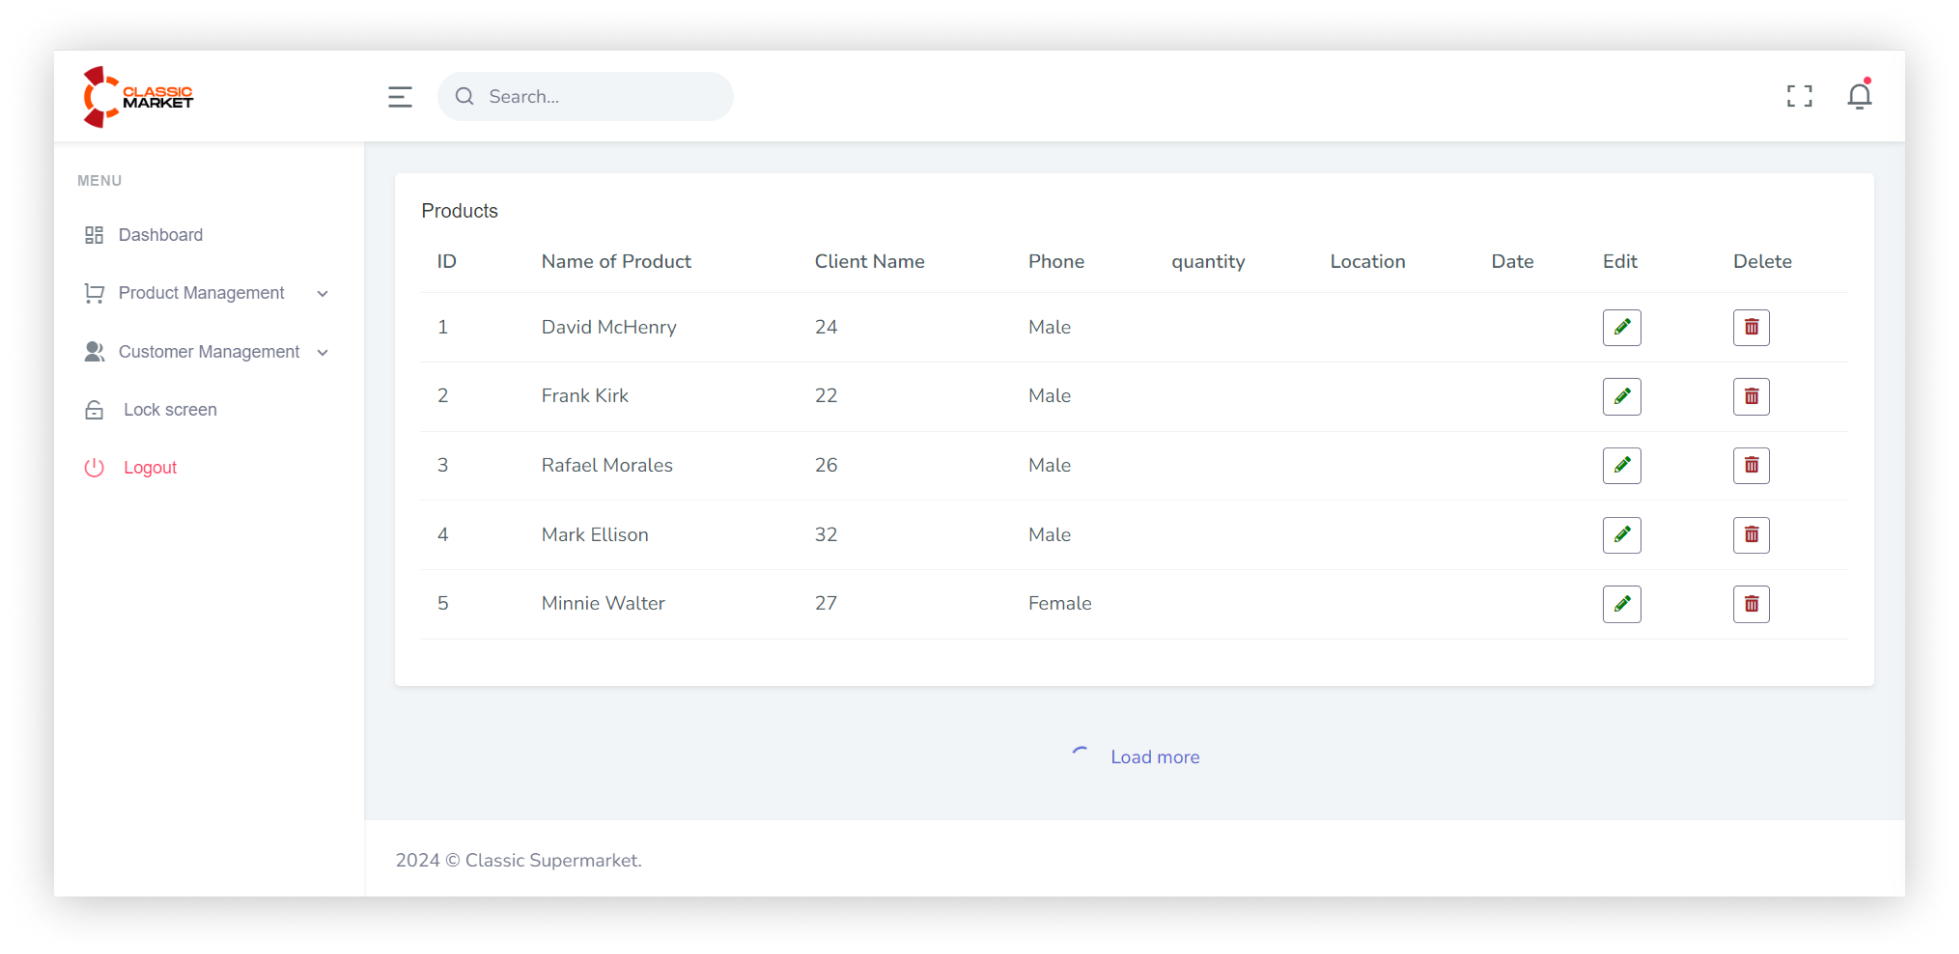 CLASSIC
MARKET
Search...
MENU
Dashboard
Product Management
Customer Management
Lock screen
Logout
Products
ID Name of Product Client Name Phone quantity Location Date Edit Delete
1 David McHenry 24 Male
2 Frank Kirk 22 Male
3 Rafael Morales 26 Male
4 Mark Ellison 32 Male
5 Minnie Walter 27 Female
Load more
2024 © Classic Supermarket.